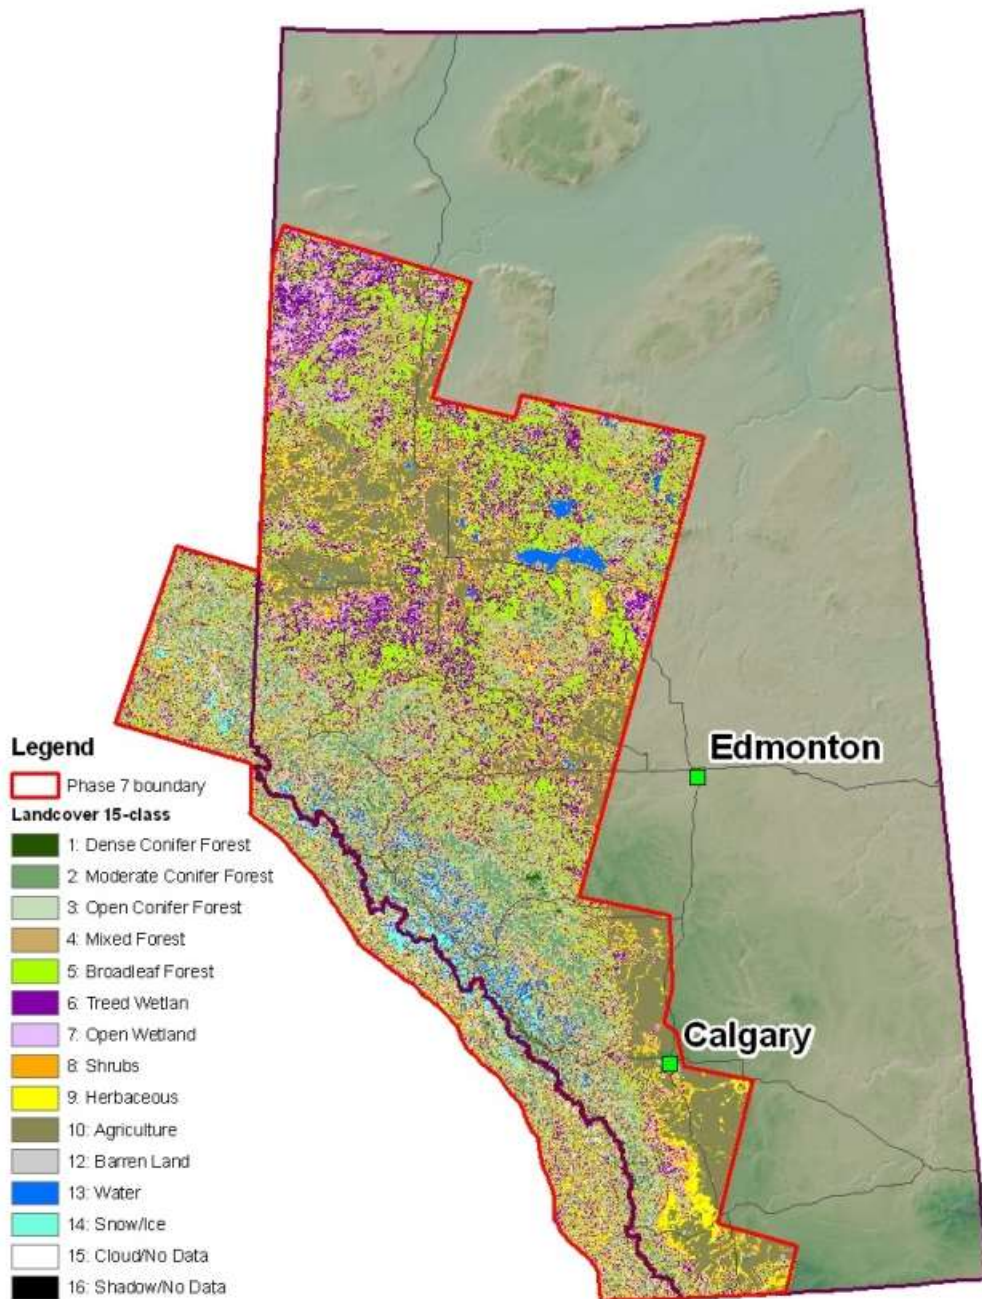 Edmonton
Calgary
Legend
Phase 7 boundary
Landcover 15-class
1: Dense Conifer Forest
2: Moderate Conifer Forest
3: Open Conifer Forest
4: Mixed Forest
5: Broadleaf Forest
6: Treed Wetlan
7: Open Wetland
8: Shrubs
9: Herbaceous
10: Agriculture
12: Barren Land
13: Water
14: Snow/Ice
15: Cloud/No Data
16: Shadow/No Data